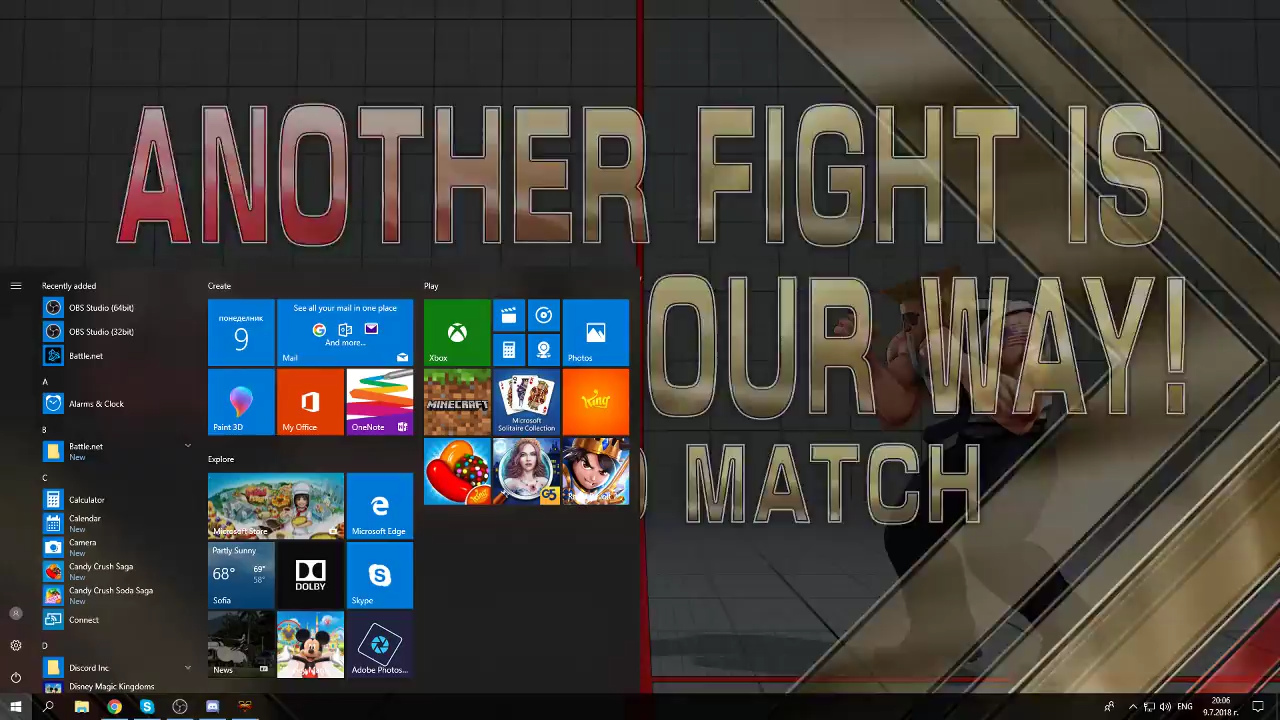 ANOTHER FIGHT IS
OUR WAY!
MATCH
Recently added
OBS Studio (64bit)
OBS Studio (32bit)
Battle.net
A
Alarms & Clock
B
Battle.net
New
C
Calculator
Calendar
New
Camera
New
Candy Crush Saga
New
Candy Crush Soda Saga
New
Connect
D
Discord Inc
Disney Magic Kingdoms
Create
понеделник
9
See all your mail in one place
And more...
Mail
Paint 3D
My Office
OneNote
Explore
Microsoft Store
Microsoft Edge
Partly Sunny
68°
69°
58°
Sofia
DOLBY
Skype
News
Adobe Photos...
Play
Xbox
Photos
MINECRAFT
Microsoft
Solitaire Collection
King
G5
ENG
20:06
9.7.2018 г.